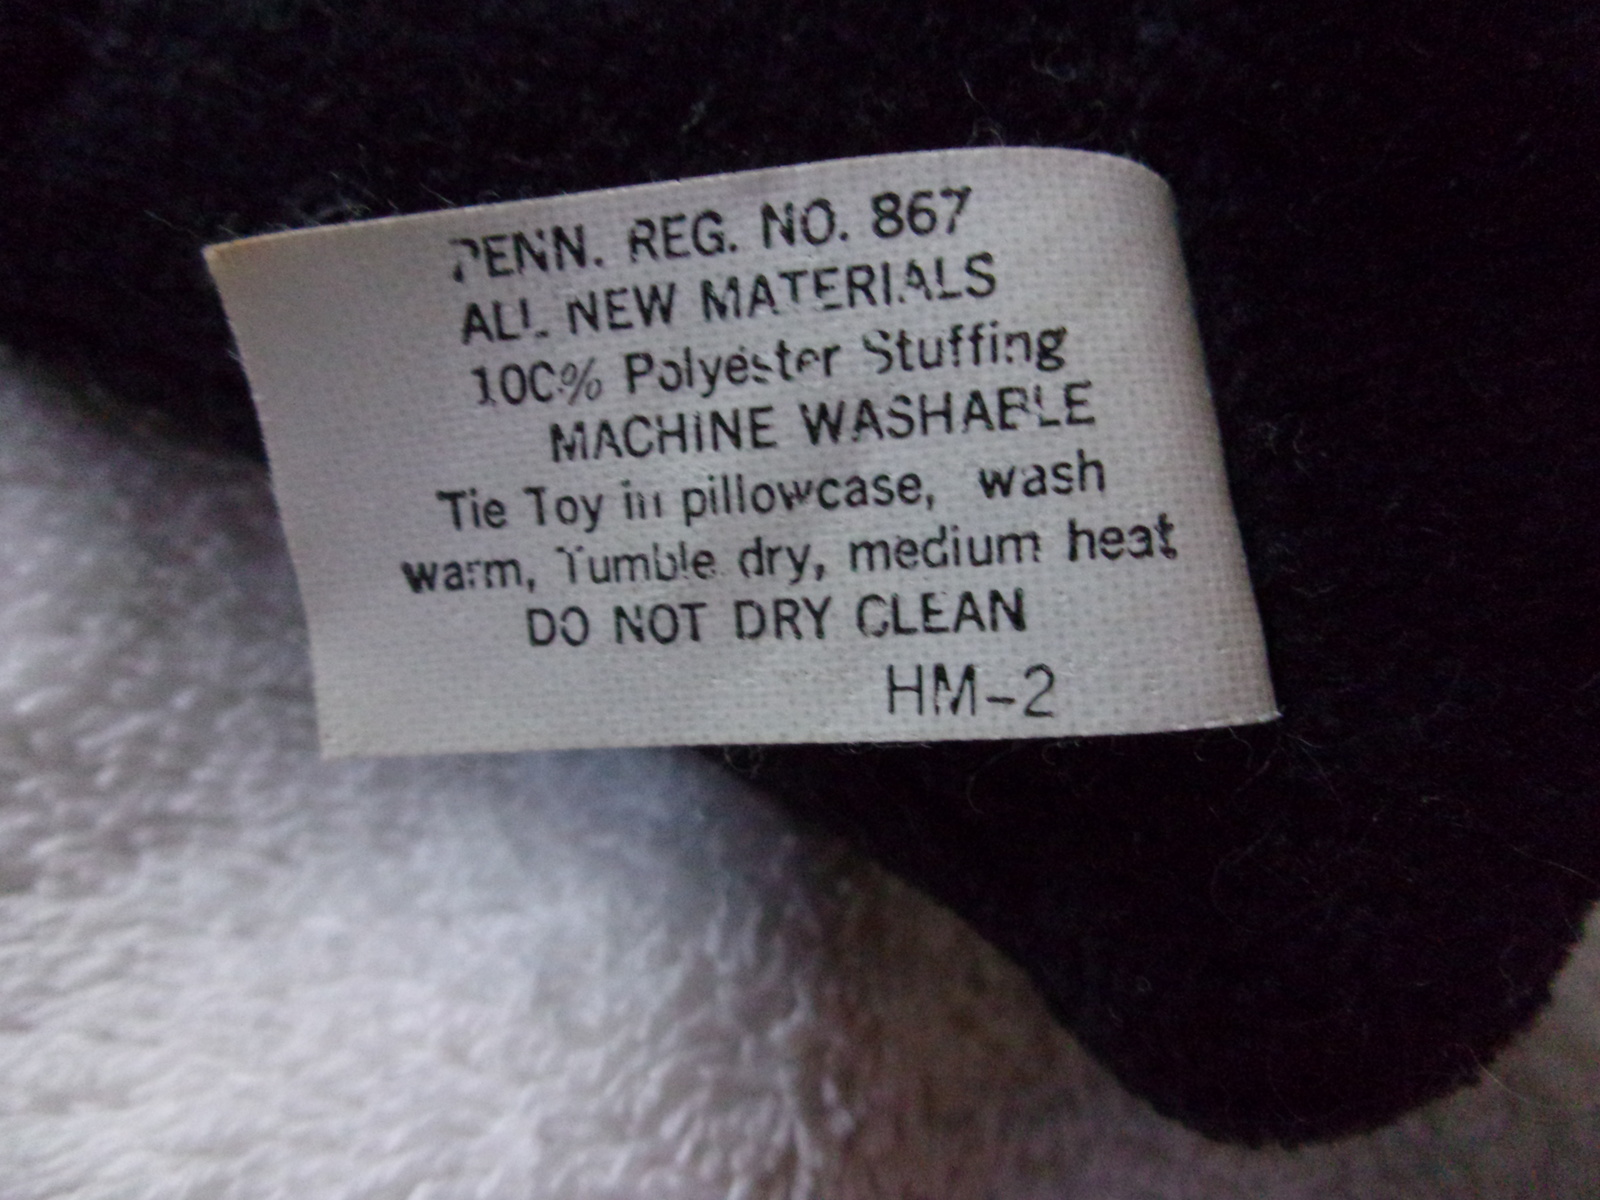 PENN. REG. NO. 867
ALL NEW MATERIALS
100% Polyester Stuffing
MACHINE WASHABLE
Tie Toy in pillowcase, wash
warm, Tumble dry, medium heat
DO NOT DRY CLEAN
HM-2